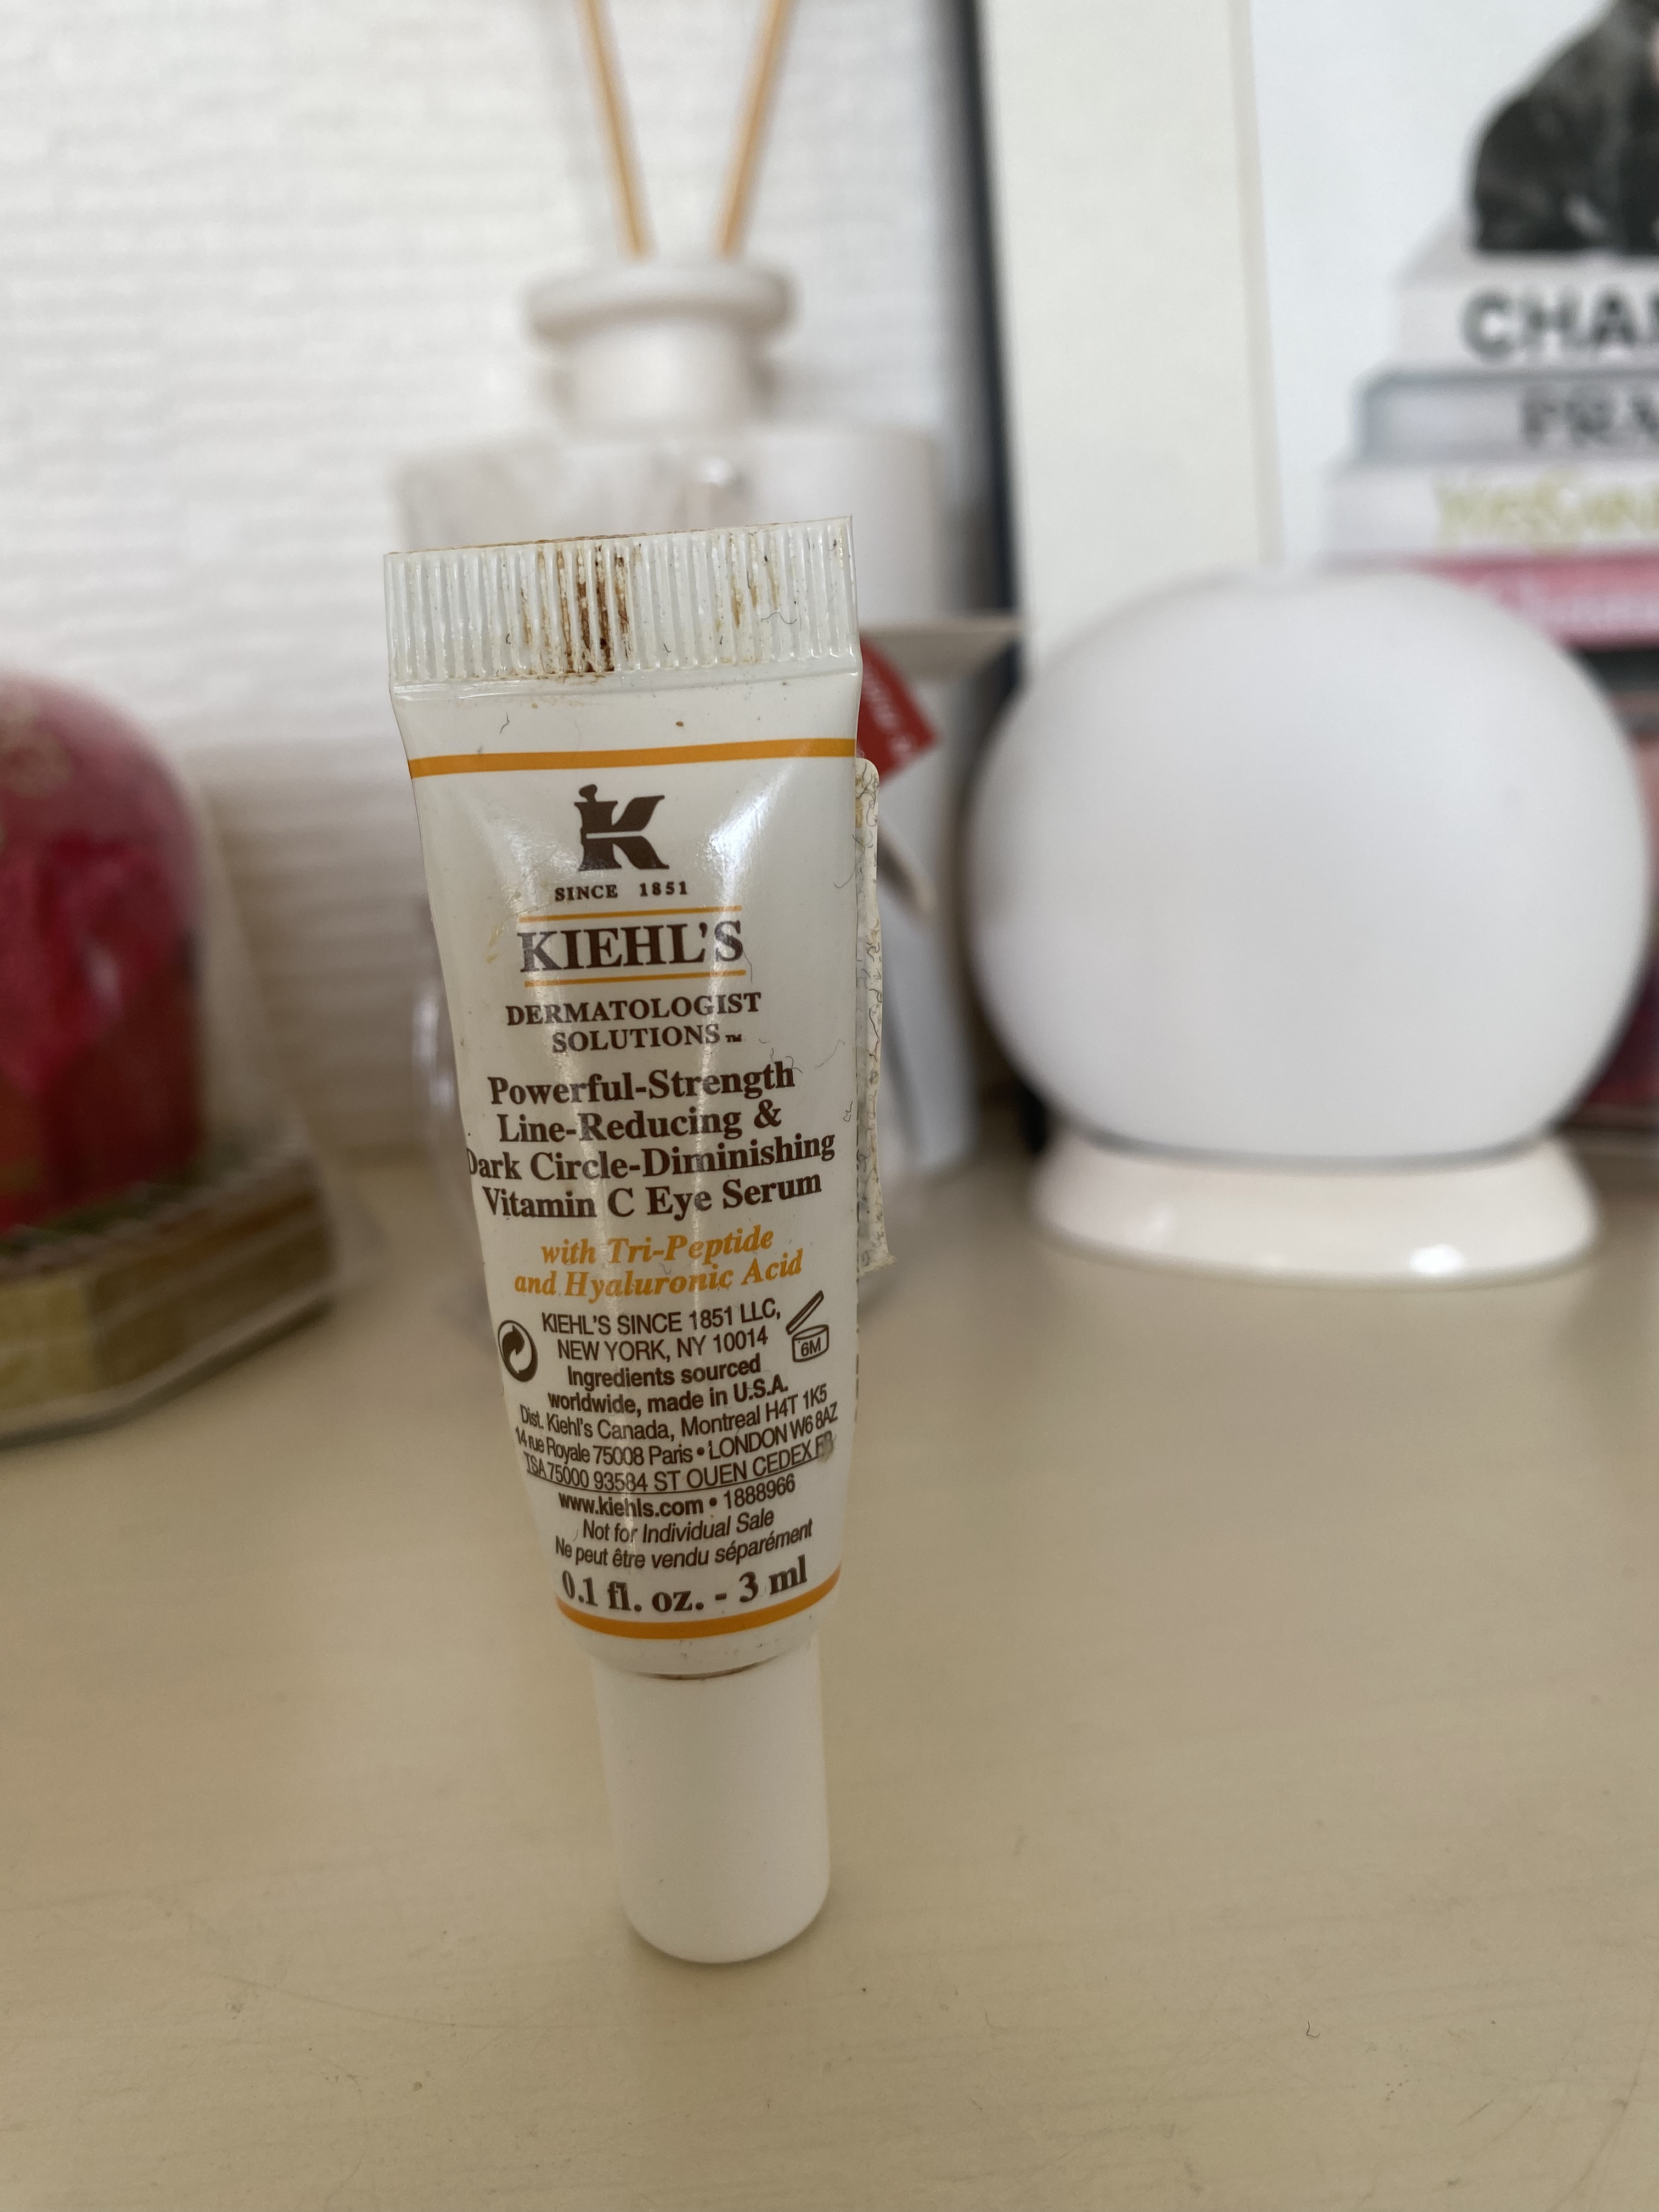 K
SINCE 1851
KIEHL'S
DERMATOLOGIST
SOLUTIONS™
Powerful-Strength
Line-Reducing &
Dark Circle-Diminishing
Vitamin C Eye Serum
with Tri-Peptide
and Hyaluronic Acid
KIEHL'S SINCE 1851 LLC,
NEW YORK, NY 10014
6M
Ingredients sourced
worldwide, made in U.S.A.
Dist. Kiehl's Canada, Montreal H4T 1K5
14 rue Royale 75008 Paris • LONDON W6 8AZ
TSA 75000 93584 ST OUEN CEDEX FR
www.kiehls.com • 1888966
Not for Individual Sale
Ne peut être vendu séparément
0.1 fl. oz. - 3 ml
CHAN
PRA